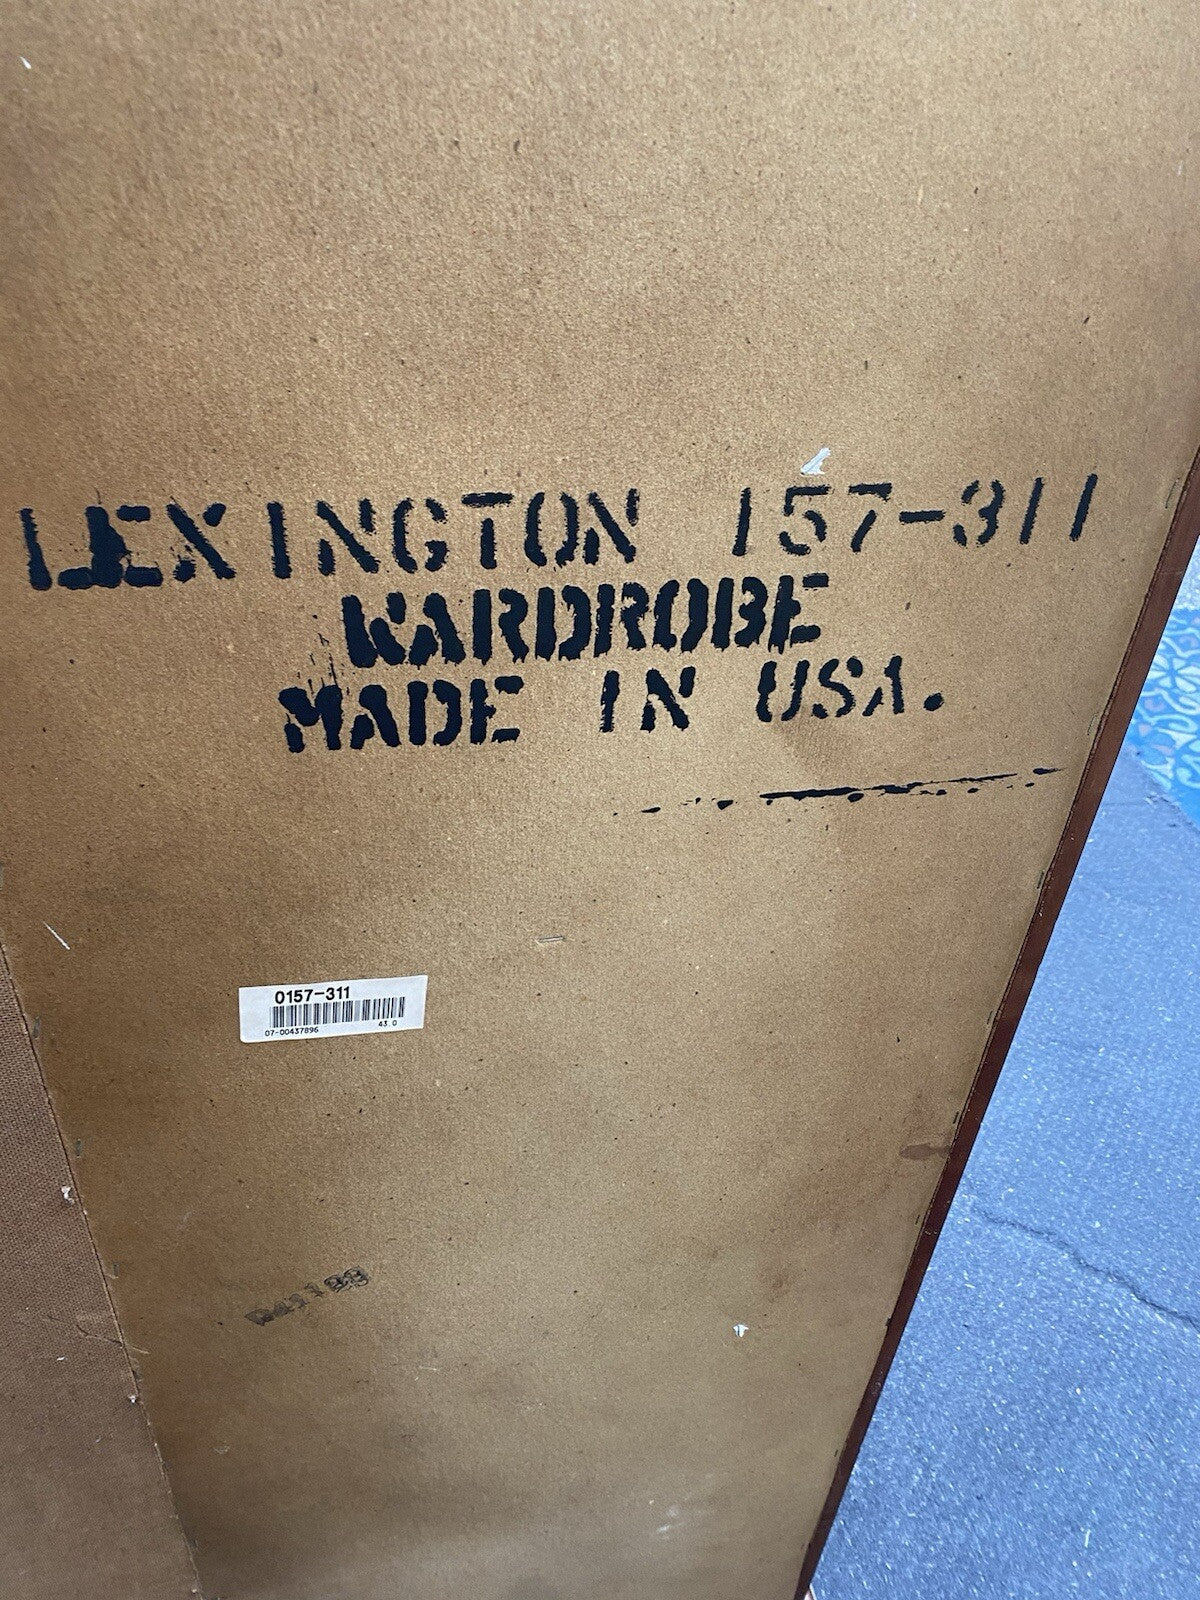 LEXINGTON 157-311
WARDROBE
MADE IN USA.
0157-311
07-00437896 43.0